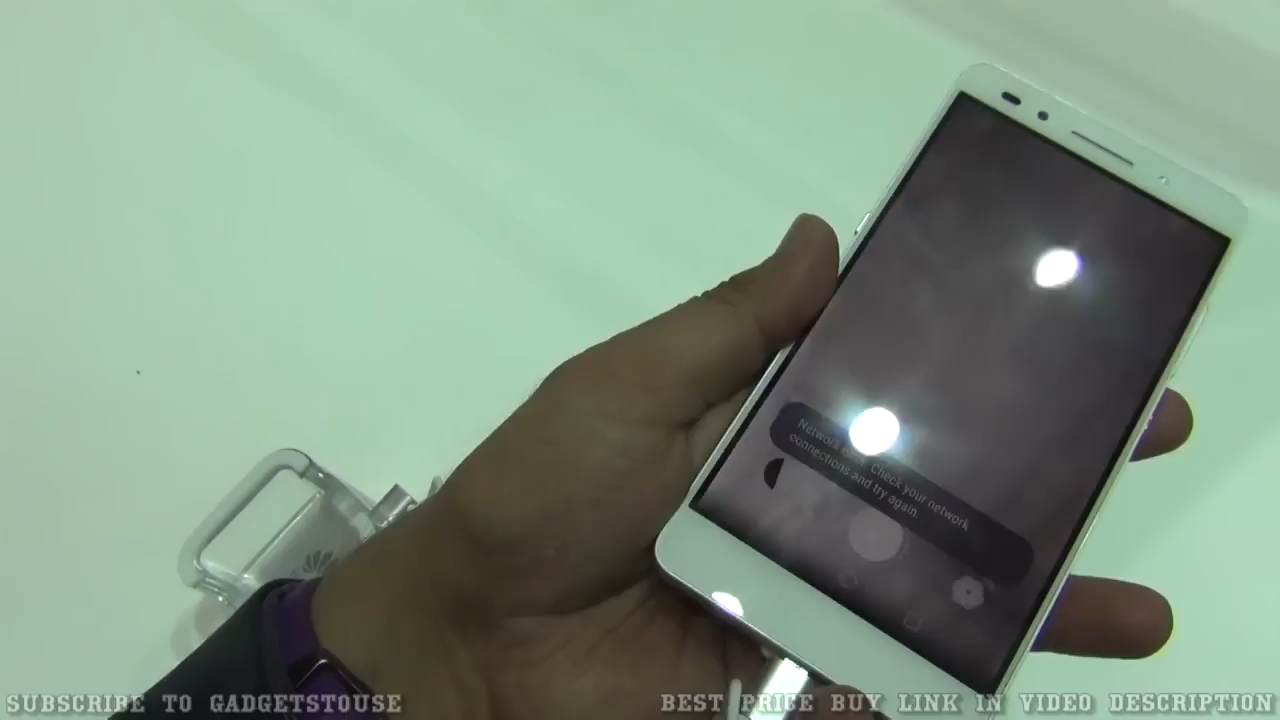 Network Check your network
connections and try again.
SUBSCRIBE TO GADGETSTOUSE
BEST PRICE BUY LINK IN VIDEO DESCRIPTION